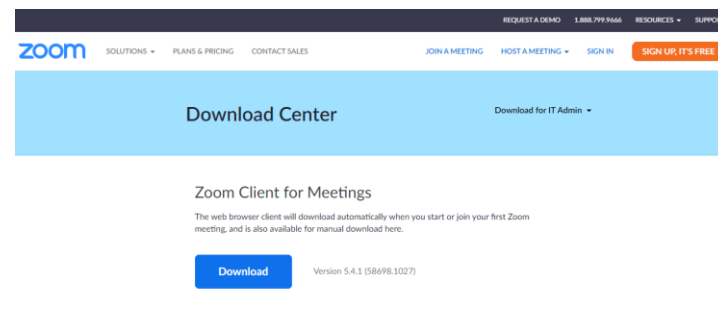 REQUEST A DEMO 1.888.799.9666 RESOURCES
zoom SOLUTIONS PLANS & PRICING CONTACT SALES JOIN A MEETING HOST A MEETING SIGN IN SIGN UP, IT'S FREE
Download Center Download for IT Admin
Zoom Client for Meetings
The web browser client will download automatically when you start or join your first Zoom
meeting, and is also available for manual download here.
Download Version 5.4.1 (58698.1027)